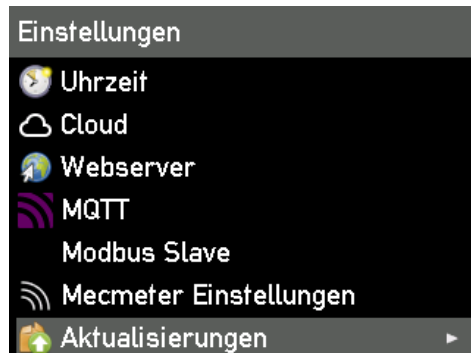 Einstellungen
Uhrzeit
Cloud
Webserver
MQTT
Modbus Slave
Mecmeter Einstellungen
Aktualisierungen